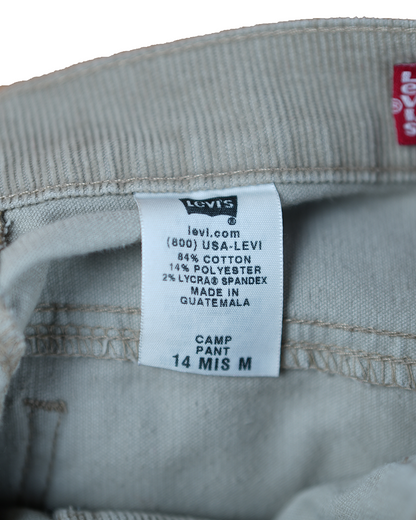 Levi's
®
levi.com
(800) USA-LEVI
84% COTTON
14% POLYESTER
2% LYCRA® SPANDEX
MADE IN
GUATEMALA
CAMP
PANT
14 MIS M
Levi's
®